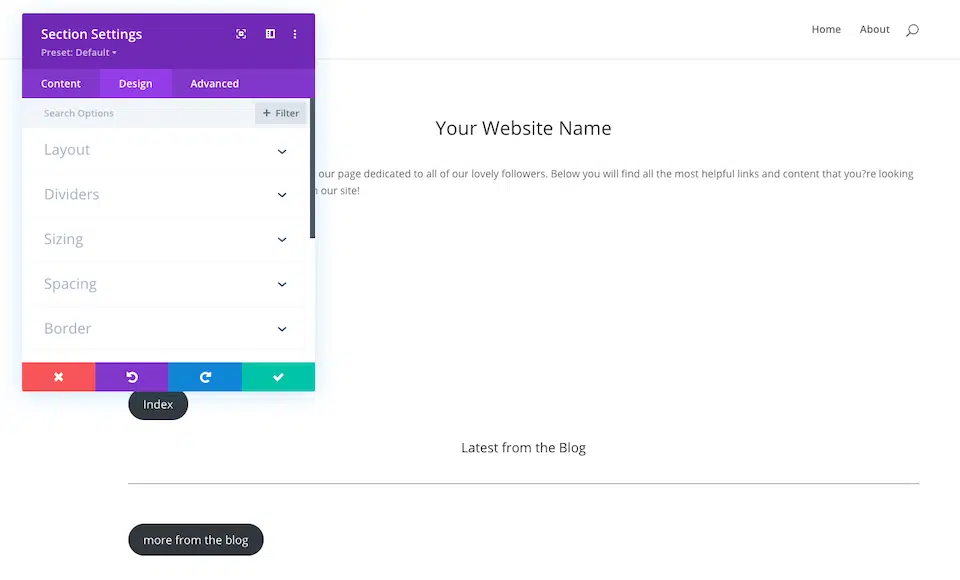 Section Settings
Preset: Default
Content Design Advanced
Search Options
+ Filter
Layout
Dividers
Sizing
Spacing
Border
Home About
Your Website Name
our page dedicated to all of our lovely followers. Below you will find all the most helpful links and content that you?re looking
our site!
Index
Latest from the Blog
more from the blog